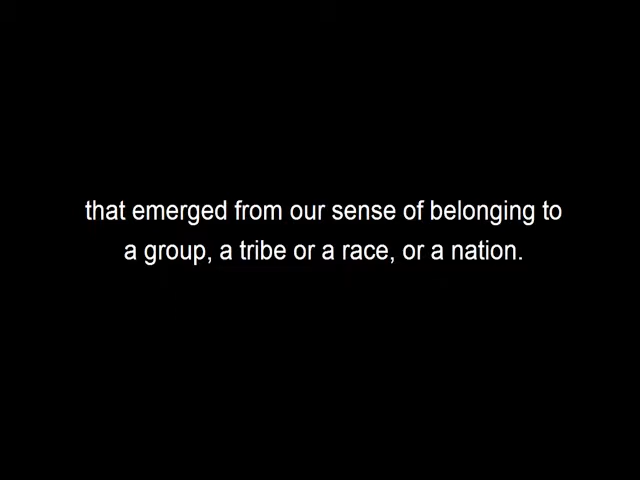 that emerged from our sense of belonging to
a group, a tribe or a race, or a nation.